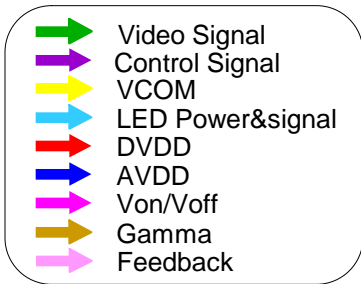 Video Signal
Control Signal
VCOM
LED Power&signal
DVDD
AVDD
Von/Voff
Gamma
Feedback